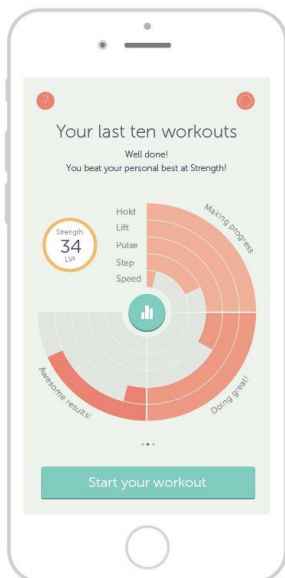 ?
Your last ten workouts
Well done!
You beat your personal best at Strength!
Strength
34
LVs
Hold
Lift
Pulse
Step
Speed
Making progress
Doing great!
Awesome results!
Start your workout